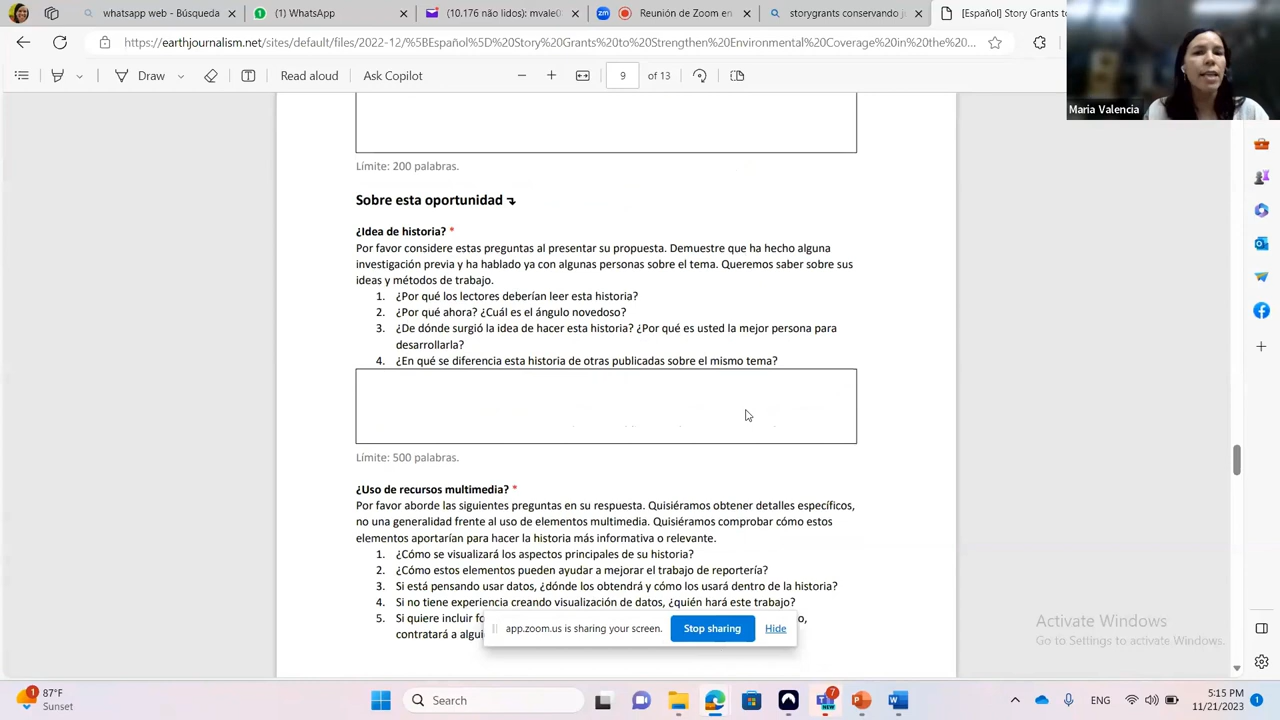 whatsapp web - Búsqueda
(1) WhatsApp
(10.176 não lidos) mvale0
Reunión de Zoom en
storygrants conservando
[Español] Story Grants to
https://earthjournalism.net/sites/default/files/2022-12/%5BEspañol%5D%20Story%20Grants%20to%20Strengthen%20Environmental%20Coverage%20in%20the%20...
Draw
Read aloud
Ask Copilot
9
of 13
Maria Valencia
Límite: 200 palabras.
Sobre esta oportunidad ↴
¿Idea de historia? *
Por favor considere estas preguntas al presentar su propuesta. Demuestre que ha hecho alguna
investigación previa y ha hablado ya con algunas personas sobre el tema. Queremos saber sobre sus
ideas y métodos de trabajo.
1. ¿Por qué los lectores deberían leer esta historia?
2. ¿Por qué ahora? ¿Cuál es el ángulo novedoso?
3. ¿De dónde surgió la idea de hacer esta historia? ¿Por qué es usted la mejor persona para
desarrollarla?
4. ¿En qué se diferencia esta historia de otras publicadas sobre el mismo tema?
Límite: 500 palabras.
¿Uso de recursos multimedia? *
Por favor aborde las siguientes preguntas en su respuesta. Quisiéramos obtener detalles específicos,
no una generalidad frente al uso de elementos multimedia. Quisiéramos comprobar cómo estos
elementos aportarían para hacer la historia más informativa o relevante.
1. ¿Cómo se visualizará los aspectos principales de su historia?
2. ¿Cómo estos elementos pueden ayudar a mejorar el trabajo de reportería?
3. Si está pensando usar datos, ¿dónde los obtendrá y cómo los usará dentro de la historia?
4. Si no tiene experiencia creando visualización de datos, ¿quién hará este trabajo?
5. Si quiere incluir
contratará a
app.zoom.us is sharing your screen.
Stop sharing
Hide
Activate Windows
Go to Settings to activate Windows.
1
87°F
Sunset
Search
7
NEW
ENG
5:15 PM
11/21/2023
1